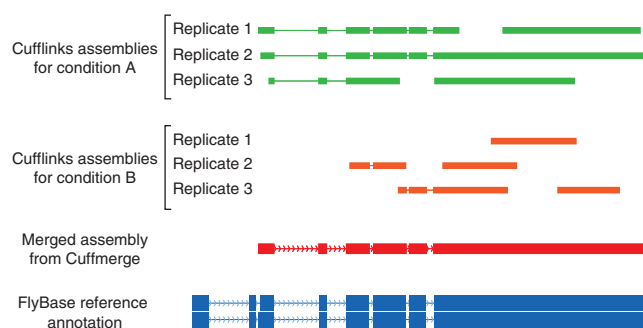 Cufflinks assemblies
for condition A
Replicate 1
Replicate 2
Replicate 3
Cufflinks assemblies
for condition B
Replicate 1
Replicate 2
Replicate 3
Merged assembly
from Cuffmerge
FlyBase reference
annotation